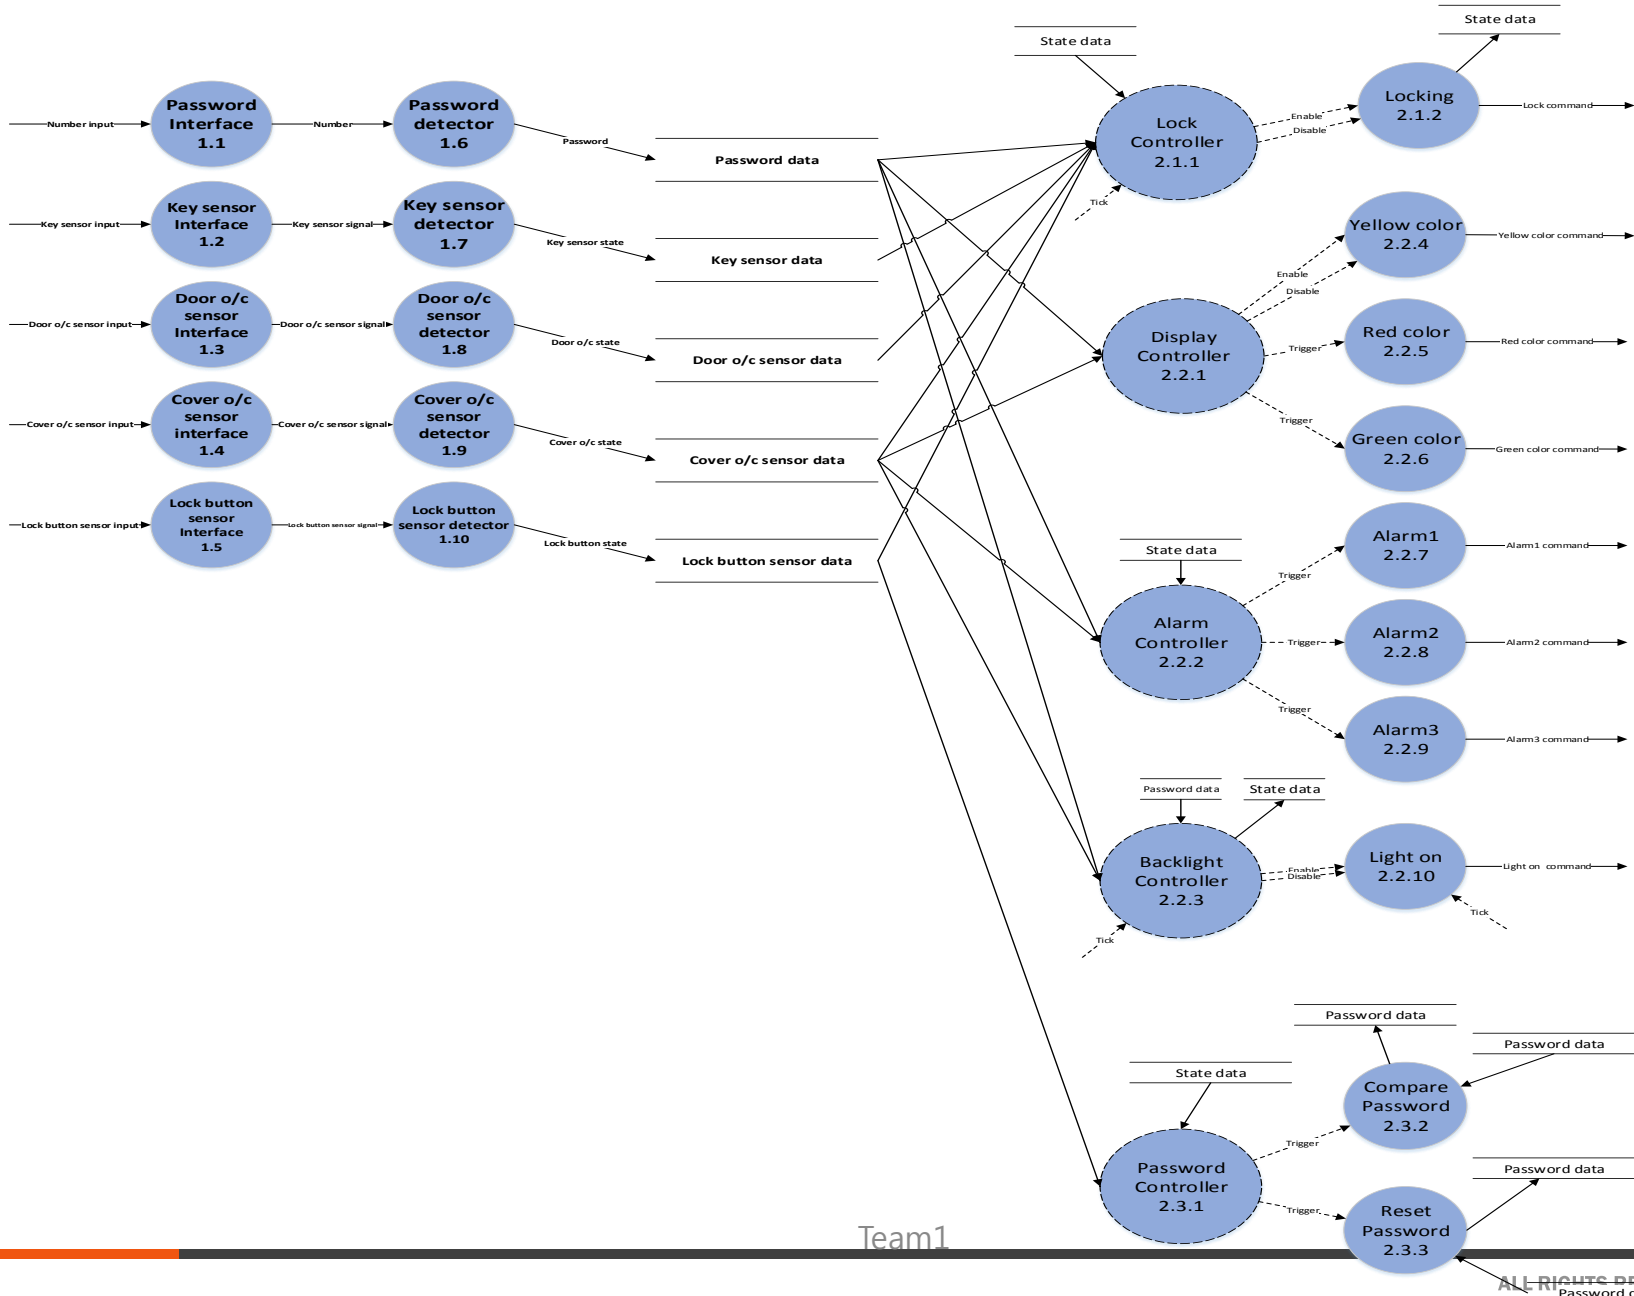 State data
State data
Number input
Password
Interface
1.1
Number
Password
detector
1.6
Password
Password data
Key sensor input
Key sensor
Interface
1.2
Key sensor signal
Key sensor
detector
1.7
Key sensor state
Key sensor data
Door o/c sensor input
Door o/c
sensor
Interface
1.3
Door o/c sensor signal
Door o/c
sensor
detector
1.8
Door o/c state
Door o/c sensor data
Cover o/c sensor input
Cover o/c
sensor
interface
1.4
Cover o/c sensor signal
Cover o/c
sensor
detector
1.9
Cover o/c state
Cover o/c sensor data
Lock button sensor input
Lock button
sensor
Interface
1.5
Lock button sensor signal
Lock button
sensor detector
1.10
Lock button state
Lock button sensor data
Lock
Controller
2.1.1
Tick
Enable
Disable
Locking
2.1.2
Lock command
Display
Controller
2.2.1
Enable
Disable
Trigger
Trigger
Yellow color
2.2.4
Yellow color command
Red color
2.2.5
Red color command
Green color
2.2.6
Green color command
State data
Alarm
Controller
2.2.2
Trigger
Trigger
Trigger
Alarm1
2.2.7
Alarm1 command
Alarm2
2.2.8
Alarm2 command
Alarm3
2.2.9
Alarm3 command
Password data
State data
Backlight
Controller
2.2.3
Tick
Enable
Disable
Light on
2.2.10
Light on command
Tick
State data
Password
Controller
2.3.1
Trigger
Trigger
Password data
Password data
Compare
Password
2.3.2
Password data
Reset
Password
2.3.3
Team1
ALL RIGHTS RE
Password d